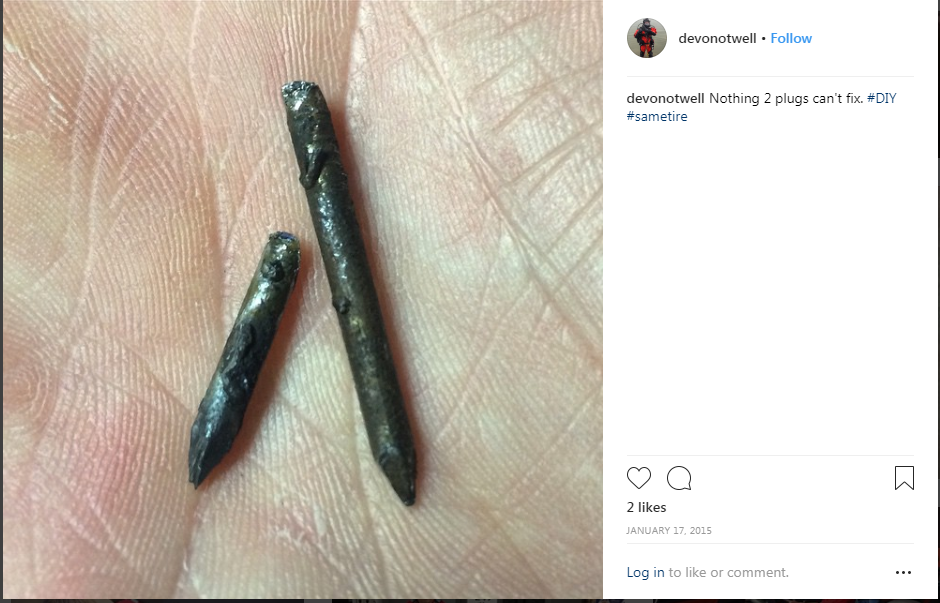 devonotwell • Follow
devonotwell Nothing 2 plugs can't fix. #DIY
#sametire
2 likes
JANUARY 17, 2015
Log in to like or comment.